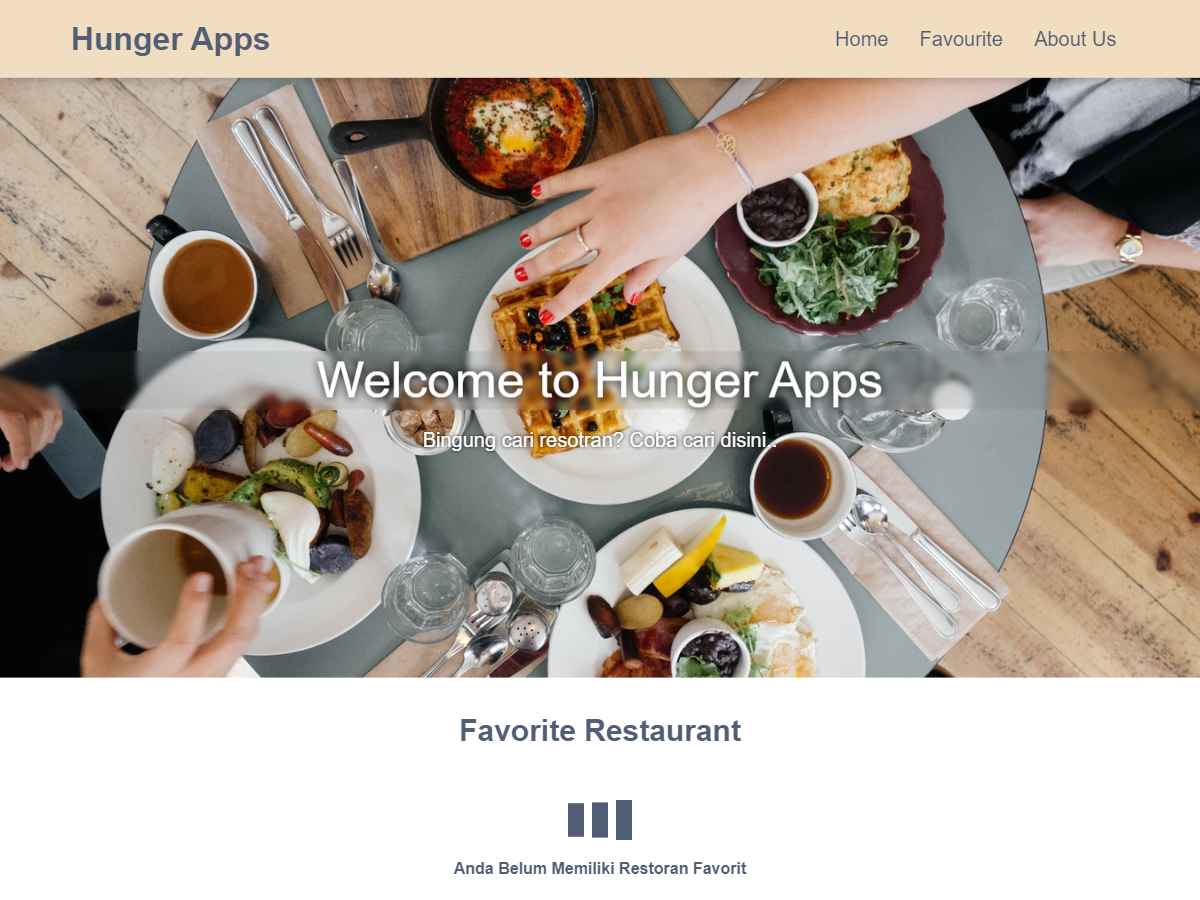 Hunger Apps
Home
Favourite
About Us
Welcome to Hunger Apps
Bingung cari resotran? Coba cari disini..
Favorite Restaurant
Anda Belum Memiliki Restoran Favorit